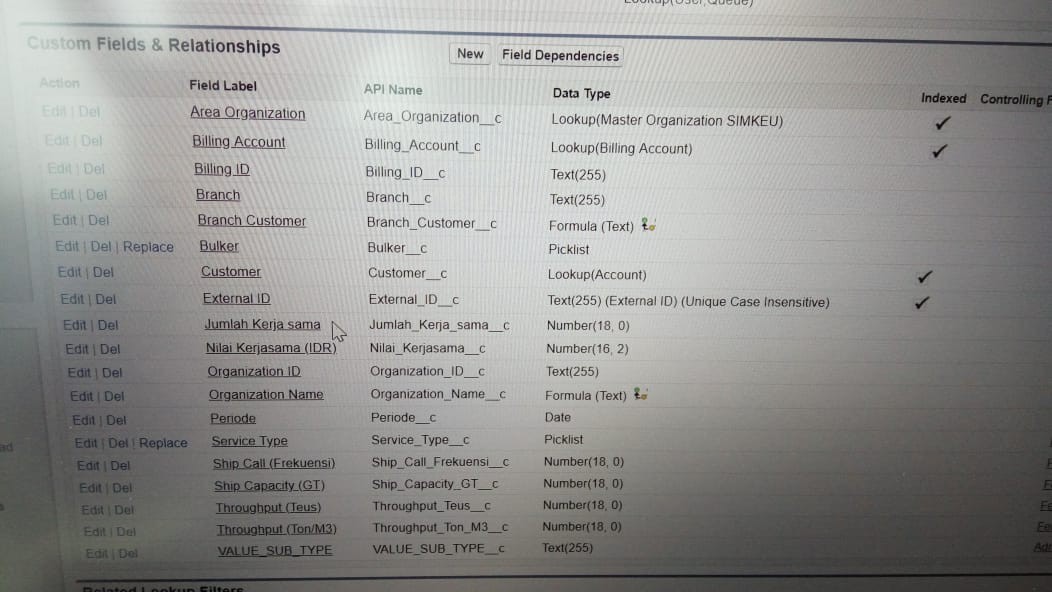 Lookup(User,Queue)
Custom Fields & Relationships New Field Dependencies
Action Field Label API Name Data Type Indexed Controlling
Edit | Del Area Organization Area_Organization__c Lookup(Master Organization SIMKEU) ✓
Edit | Del Billing Account Billing_Account__c Lookup(Billing Account) ✓
Edit | Del Billing ID Billing_ID__c Text(255)
Edit | Del Branch Branch__c Text(255)
Edit | Del Branch Customer Branch_Customer__c Formula (Text)
Edit | Del | Replace Bulker Bulker__c Picklist
Edit | Del Customer Customer__c Lookup(Account) ✓
Edit | Del External ID External_ID__c Text(255) (External ID) (Unique Case Insensitive) ✓
Edit | Del Jumlah Kerja sama Jumlah_Kerja_sama__c Number(18, 0)
Edit | Del Nilai Kerjasama (IDR) Nilai_Kerjasama__c Number(16, 2)
Edit | Del Organization ID Organization_ID__c Text(255)
Edit | Del Organization Name Organization_Name__c Formula (Text)
Edit | Del Periode Periode__c Date
Edit | Del | Replace Service Type Service_Type__c Picklist
Edit | Del Ship Call (Frekuensi) Ship_Call_Frekuensi__c Number(18, 0)
Edit | Del Ship Capacity (GT) Ship_Capacity_GT__c Number(18, 0)
Edit | Del Throughput (Teus) Throughput_Teus__c Number(18, 0)
Edit | Del Throughput (Ton/M3) Throughput_Ton_M3__c Number(18, 0)
Edit | Del VALUE_SUB_TYPE VALUE_SUB_TYPE__c Text(255)
Related Lookup Filters